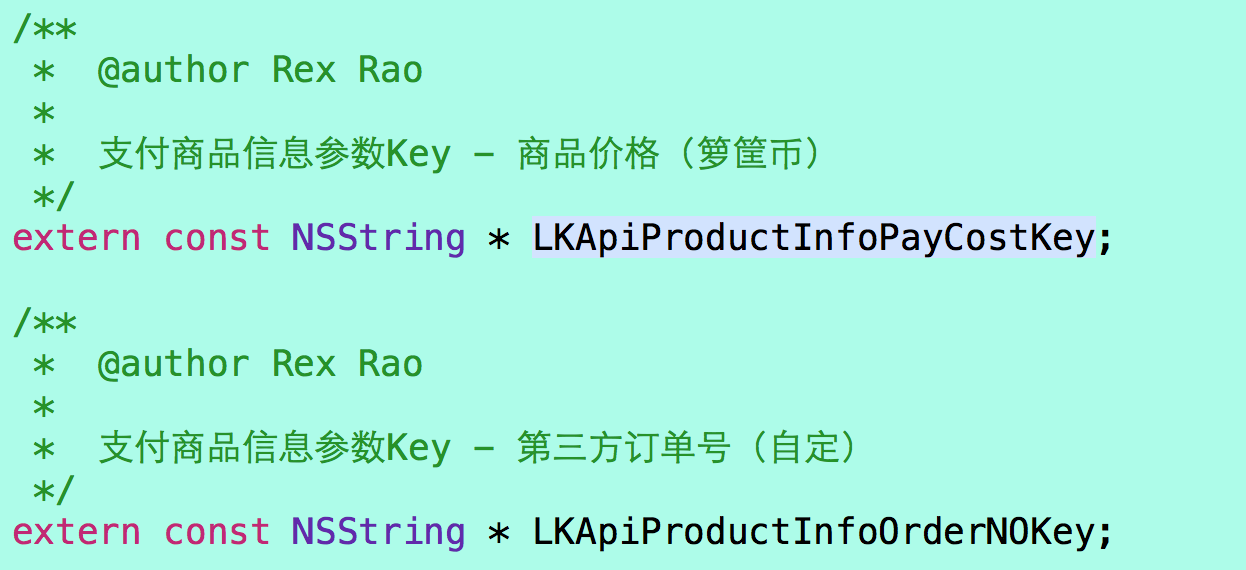 /**
 *  @author Rex Rao
 *
 *  支付商品信息参数Key - 商品价格（箩筐币）
 */
extern const NSString * LKApiProductInfoPayCostKey;
/**
 *  @author Rex Rao
 *
 *  支付商品信息参数Key - 第三方订单号（自定）
 */
extern const NSString * LKApiProductInfoOrderNOKey;